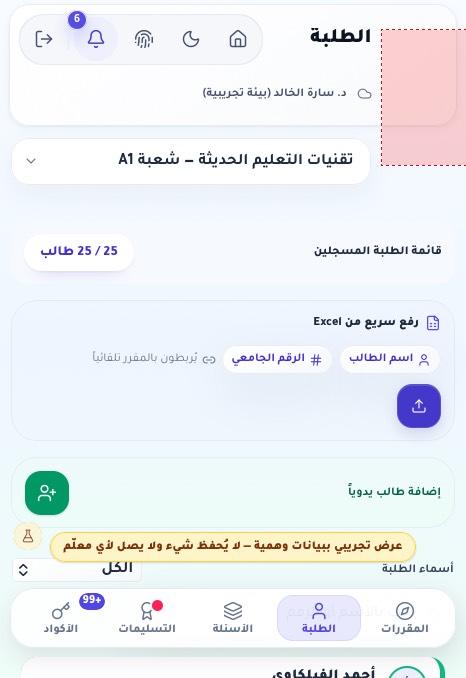 الطلبة
6
د. سارة الخالد (بيئة تجريبية)
تقنيات التعليم الحديثة – شعبة A1
قائمة الطلبة المسجلين
25 / 25 طالب
رفع سريع من Excel
اسم الطالب
الرقم الجامعي
يُربطون بالمقرر تلقائياً
إضافة طالب يدوياً
عرض تجريبي ببيانات وهمية – لا يُحفظ شيء ولا يصل لأي معلّم
أسماء الطلبة
الكل
المقررات
الطلبة
الأسئلة
التسليمات
الأكواد
99+
أحمد الفيلكاوي